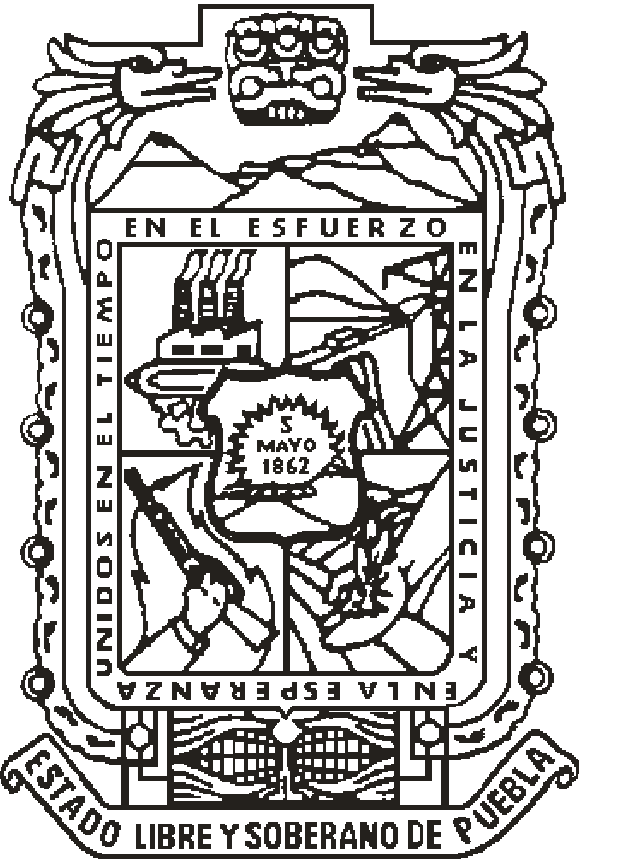 UNIDOS EN EL TIEMPO
EN EL ESFUERZO
EN LA JUSTICIA Y
EN LA ESPERANZA
5
MAYO
1862
ESTADO LIBRE Y SOBERANO DE PUEBLA